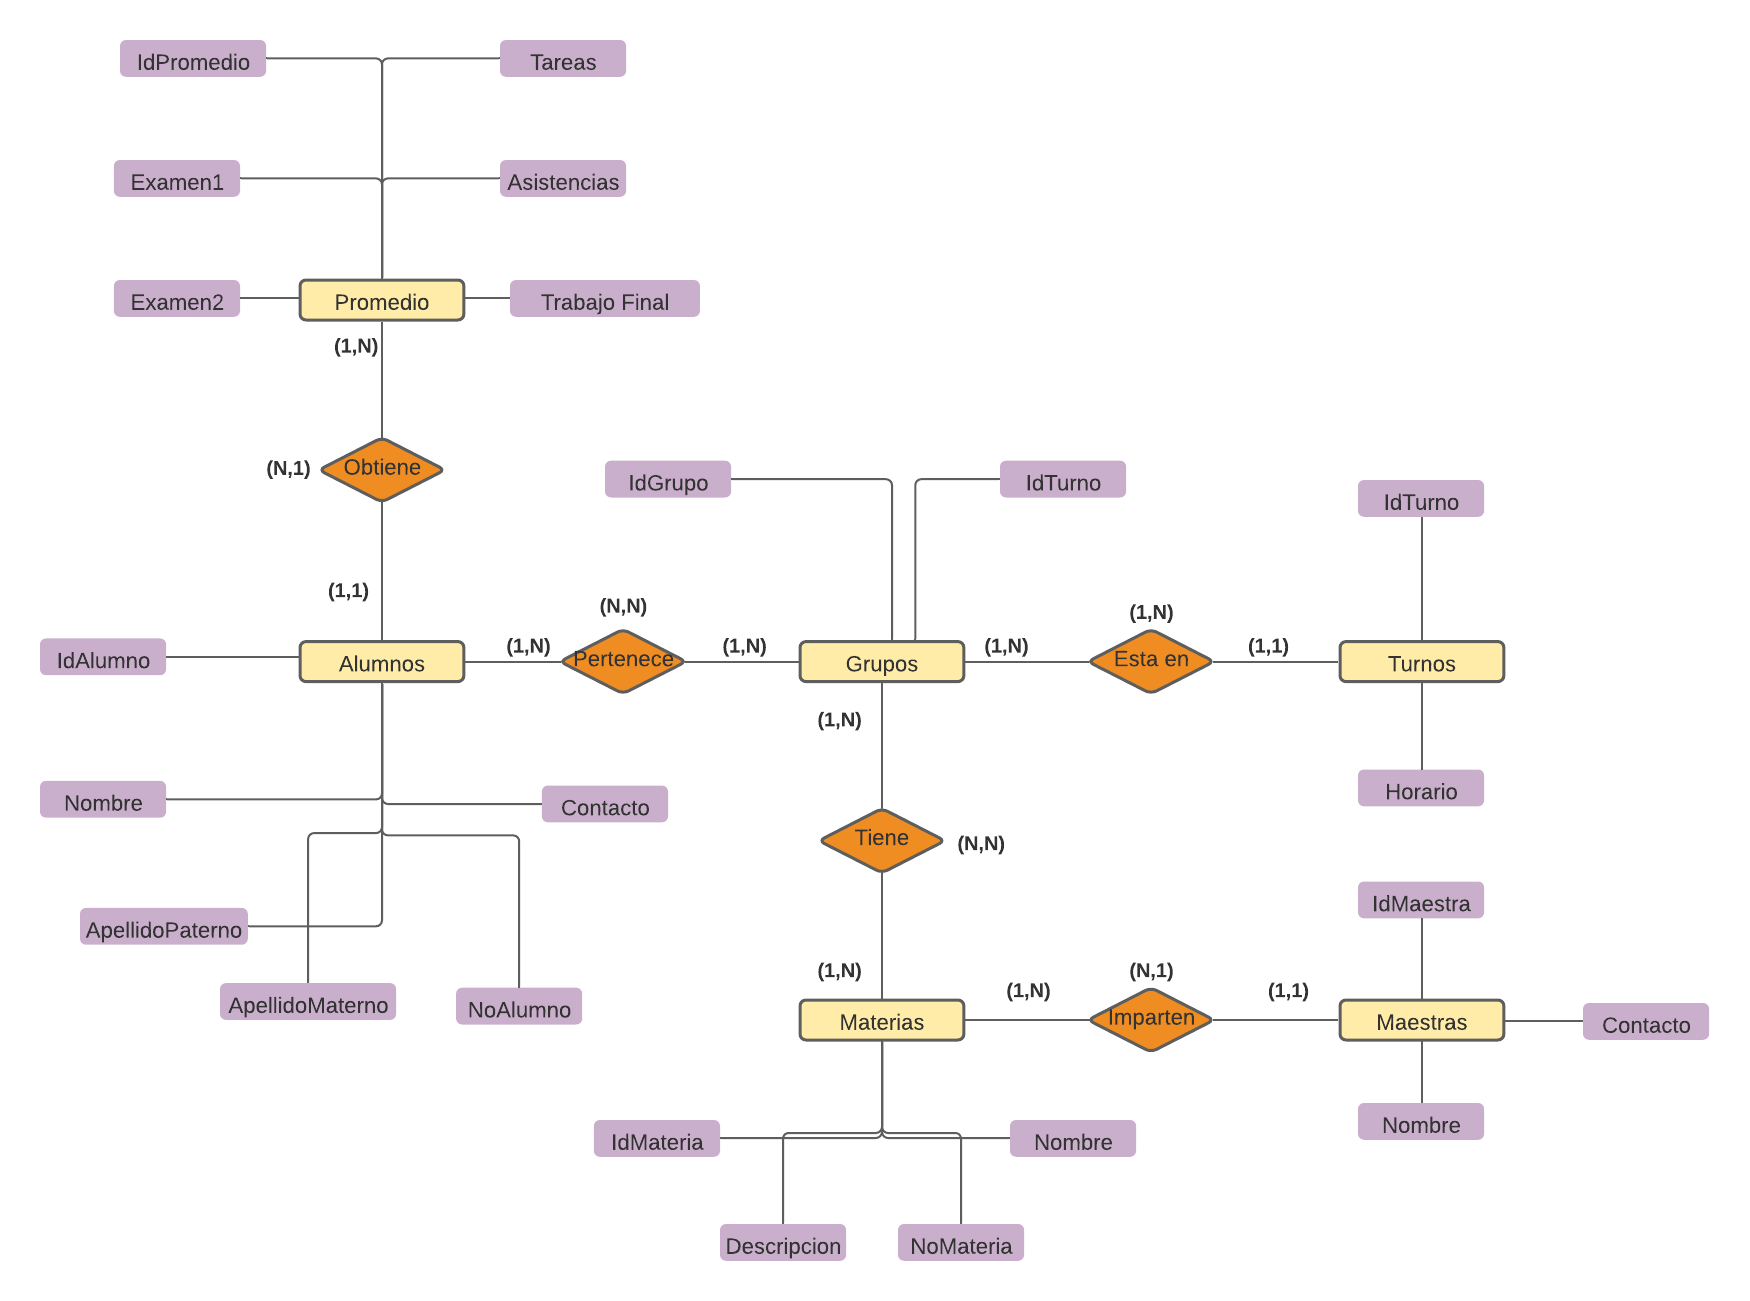 IdPromedio
Tareas
Examen1
Asistencias
Examen2
Promedio
Trabajo Final
(1,N)
(N,1)
Obtiene
IdGrupo
IdTurno
IdTurno
(1,1)
(N,N)
(1,N)
IdAlumno
Alumnos
(1,N)
Pertenece
(1,N)
Grupos
(1,N)
Esta en
(1,1)
Turnos
(1,N)
Nombre
Contacto
Horario
Tiene
(N,N)
ApellidoPaterno
IdMaestra
ApellidoMaterno
NoAlumno
(1,N)
(1,N)
(N,1)
(1,1)
Materias
Imparten
Maestras
Contacto
IdMateria
Nombre
Nombre
Descripcion
NoMateria